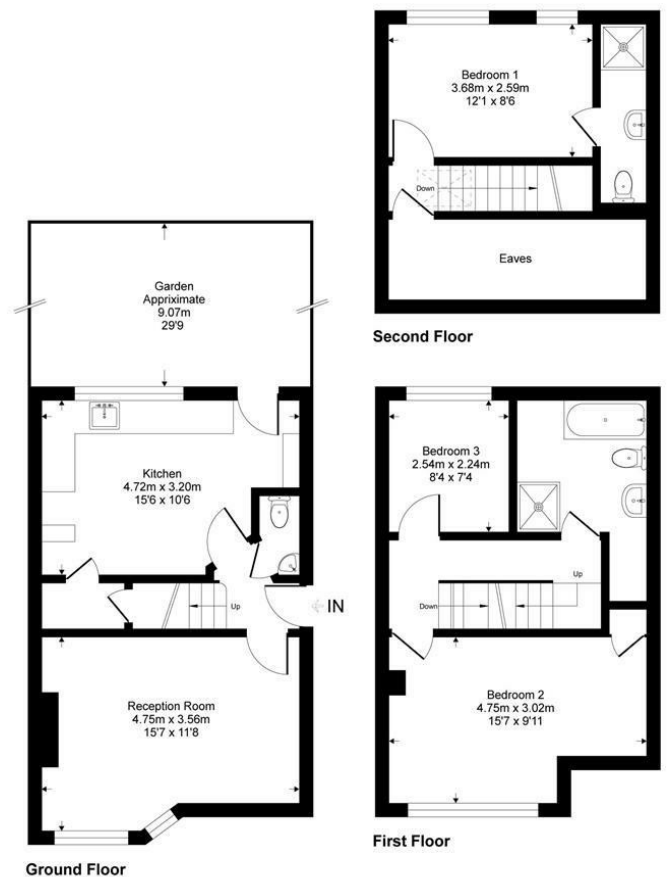 Bedroom 1
3.68m x 2.59m
12'1 x 8'6
Down
Eaves
Second Floor
Garden
Appriximate
9.07m
29'9
Kitchen
4.72m x 3.20m
15'6 x 10'6
Up
IN
Reception Room
4.75m x 3.56m
15'7 x 11'8
Ground Floor
Bedroom 3
2.54m x 2.24m
8'4 x 7'4
Up
Down
Bedroom 2
4.75m x 3.02m
15'7 x 9'11
First Floor